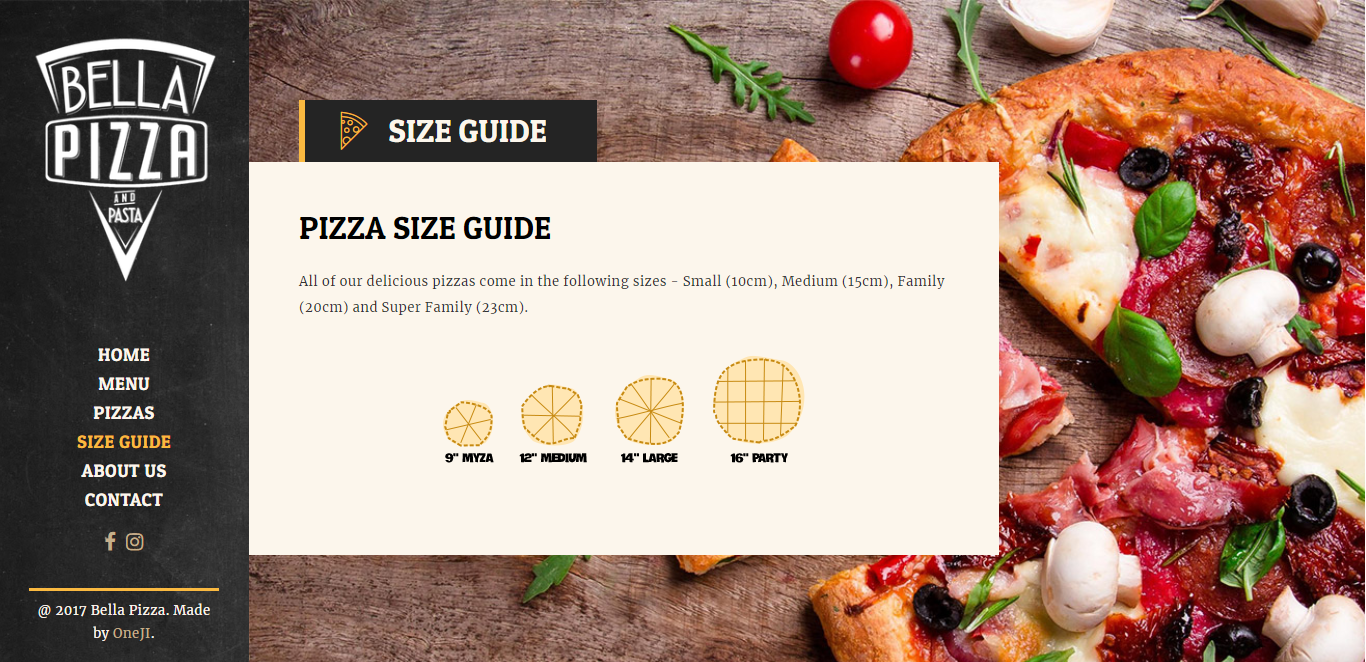 BELLA
PIZZA
AND
PASTA
HOME
MENU
PIZZAS
SIZE GUIDE
ABOUT US
CONTACT
@ 2017 Bella Pizza. Made
by OneJI.
SIZE GUIDE
PIZZA SIZE GUIDE
All of our delicious pizzas come in the following sizes - Small (10cm), Medium (15cm), Family
(20cm) and Super Family (23cm).
9" MYZA 12" MEDIUM 14" LARGE 16" PARTY